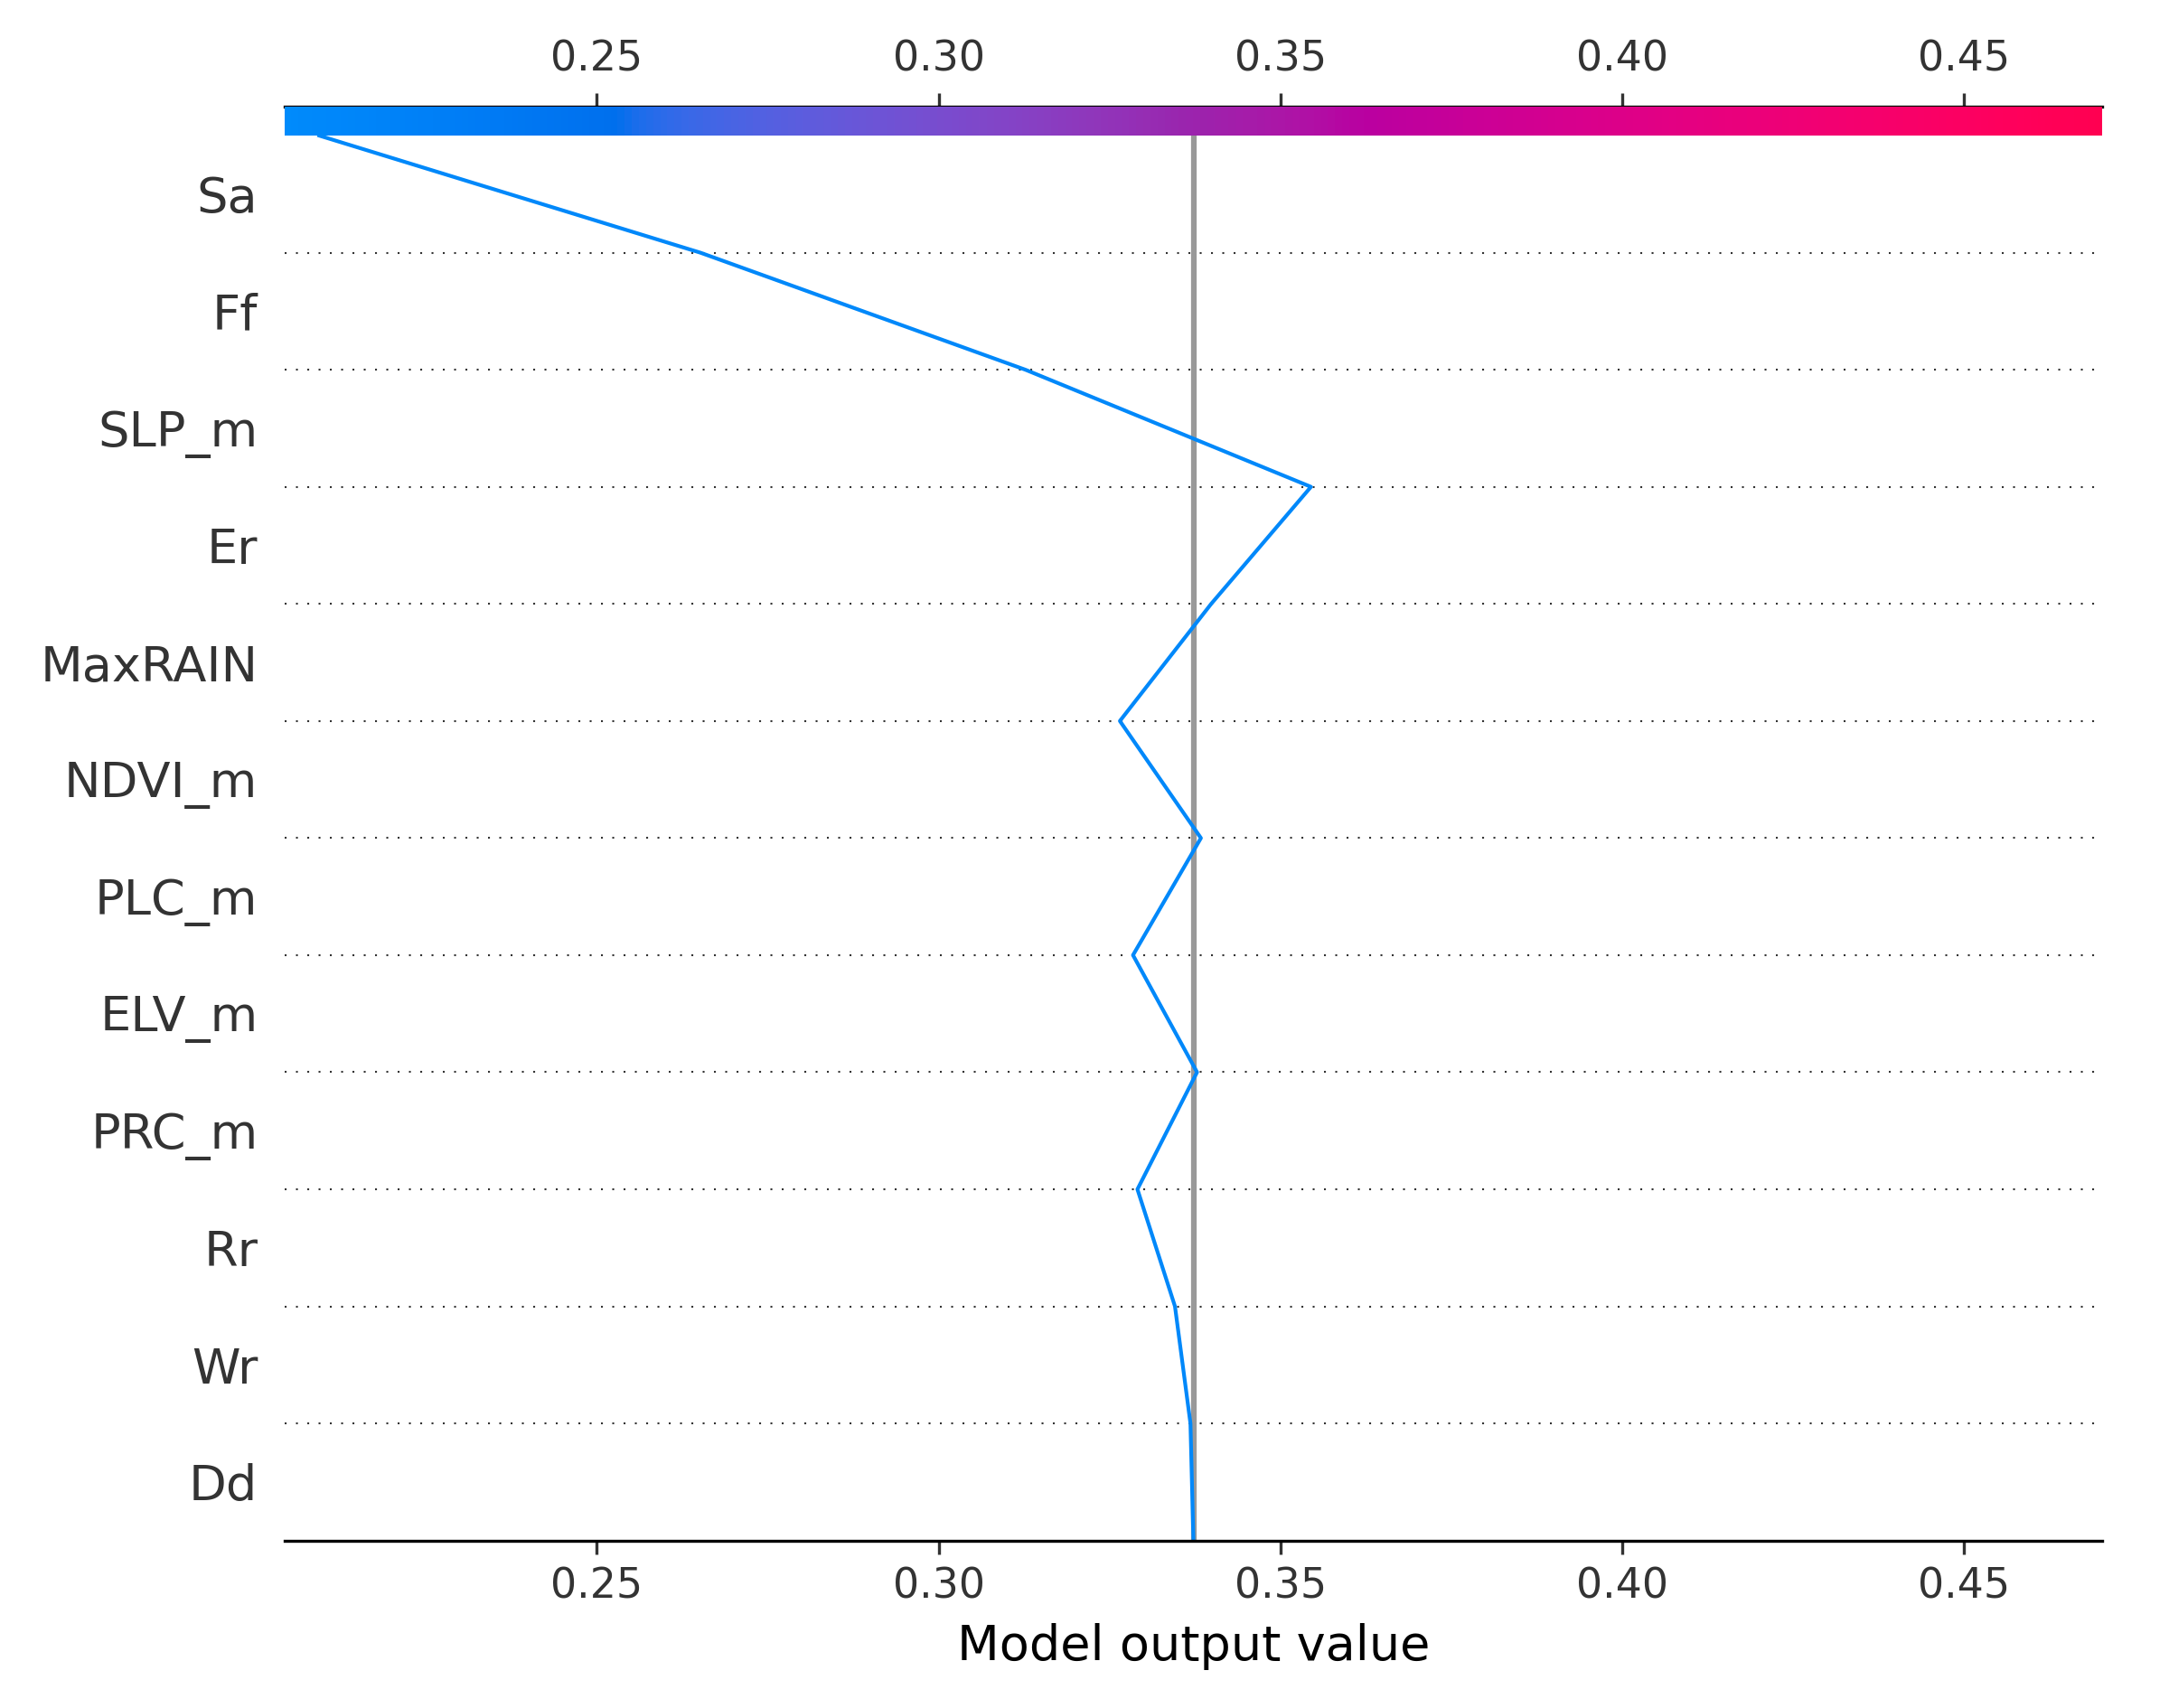 0.25 0.30 0.35 0.40 0.45
Sa
Ff
SLP_m
Er
MaxRAIN
NDVI_m
PLC_m
ELV_m
PRC_m
Rr
Wr
Dd
0.25 0.30 0.35 0.40 0.45
Model output value